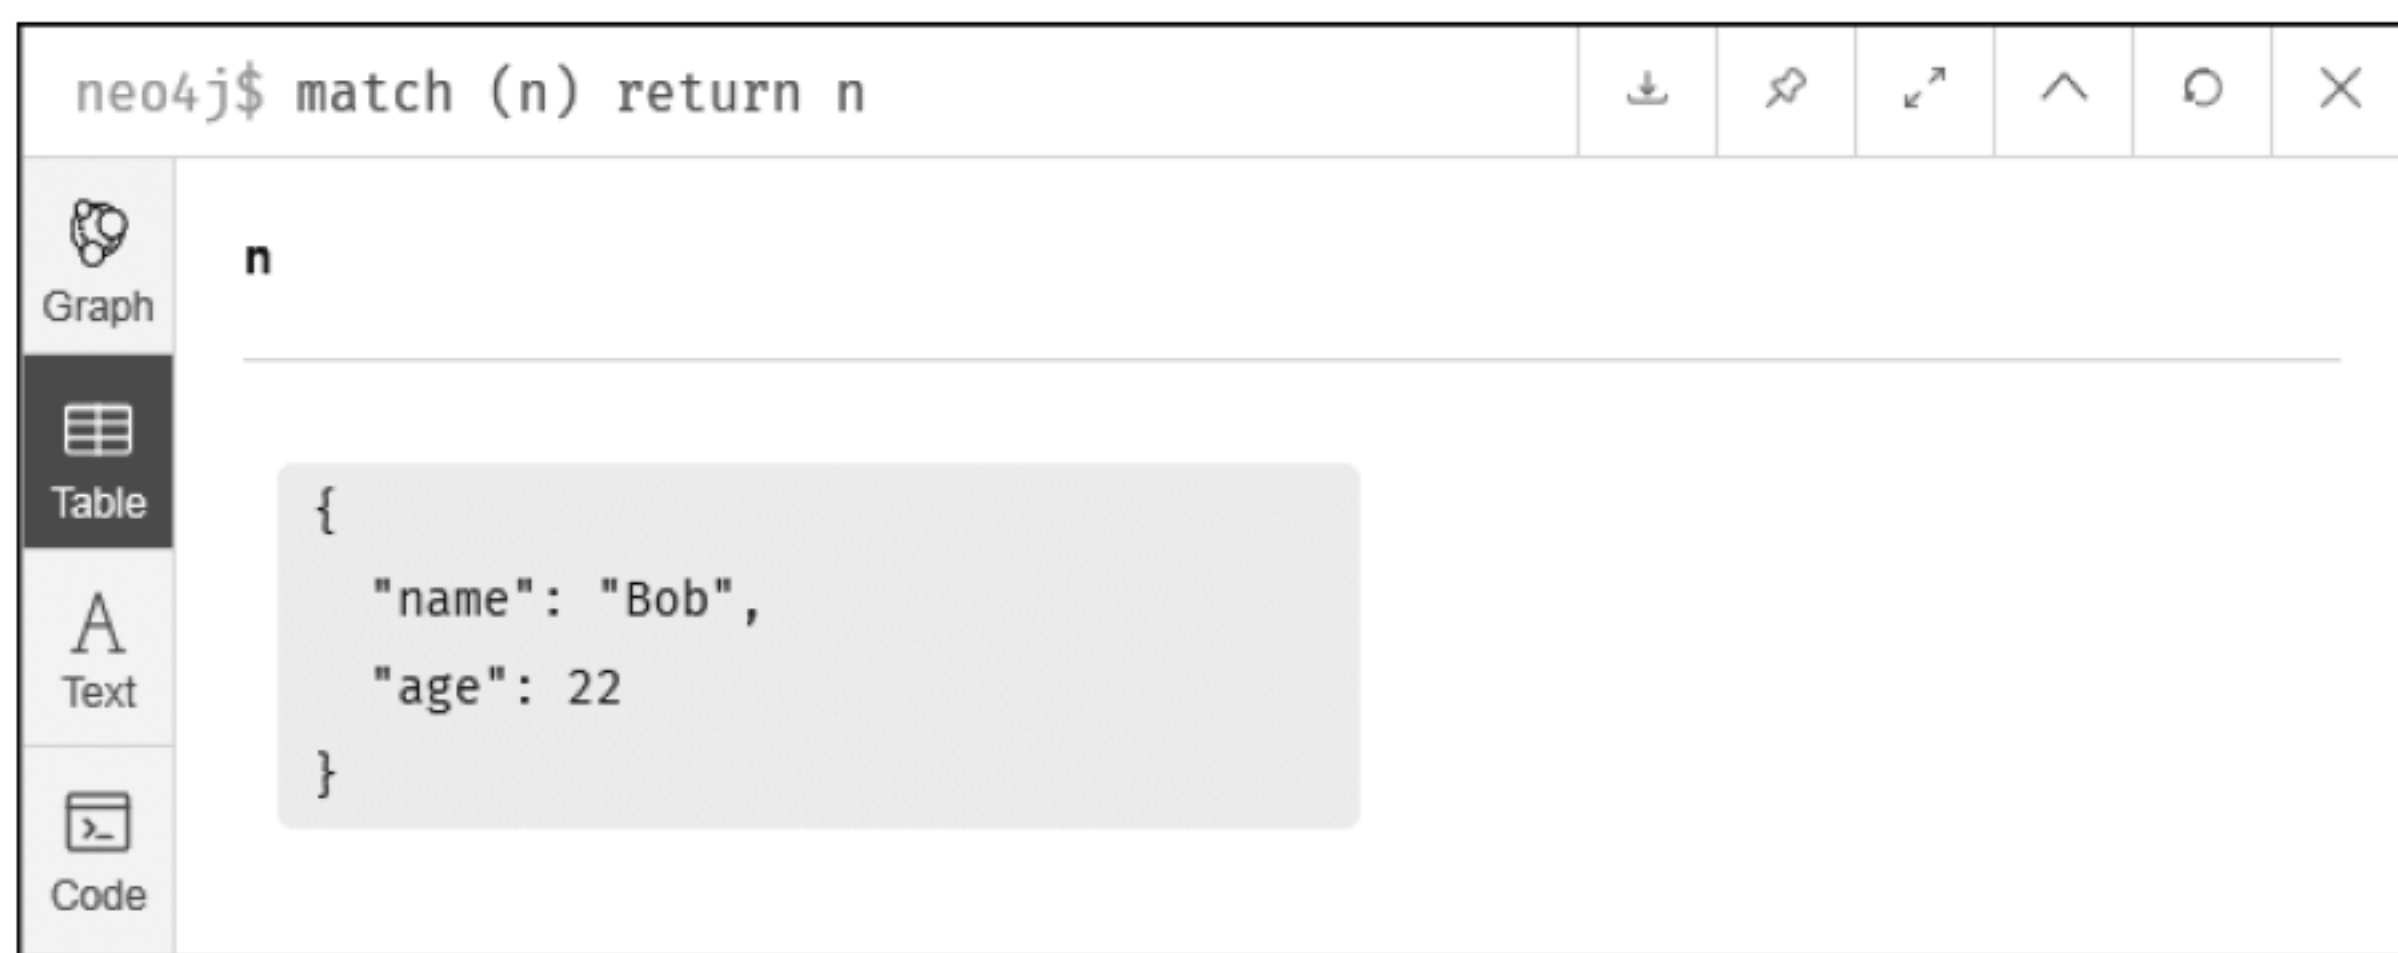 neo4j$ match (n) return n
Graph
Table
A
Text
>_
Code
n
{
"name": "Bob",
"age": 22
}